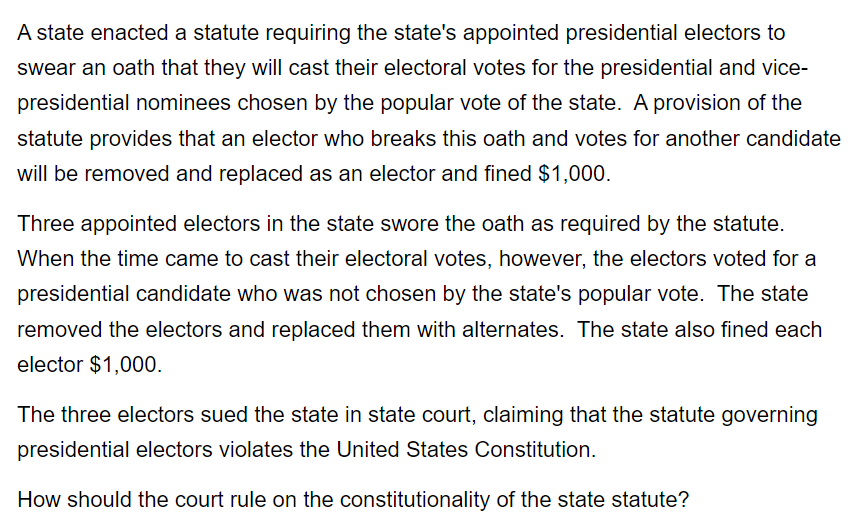 A state enacted a statute requiring the state's appointed presidential electors to
swear an oath that they will cast their electoral votes for the presidential and vice-
presidential nominees chosen by the popular vote of the state.  A provision of the
statute provides that an elector who breaks this oath and votes for another candidate
will be removed and replaced as an elector and fined $1,000.
Three appointed electors in the state swore the oath as required by the statute.
When the time came to cast their electoral votes, however, the electors voted for a
presidential candidate who was not chosen by the state's popular vote.  The state
removed the electors and replaced them with alternates.  The state also fined each
elector $1,000.
The three electors sued the state in state court, claiming that the statute governing
presidential electors violates the United States Constitution.
How should the court rule on the constitutionality of the state statute?